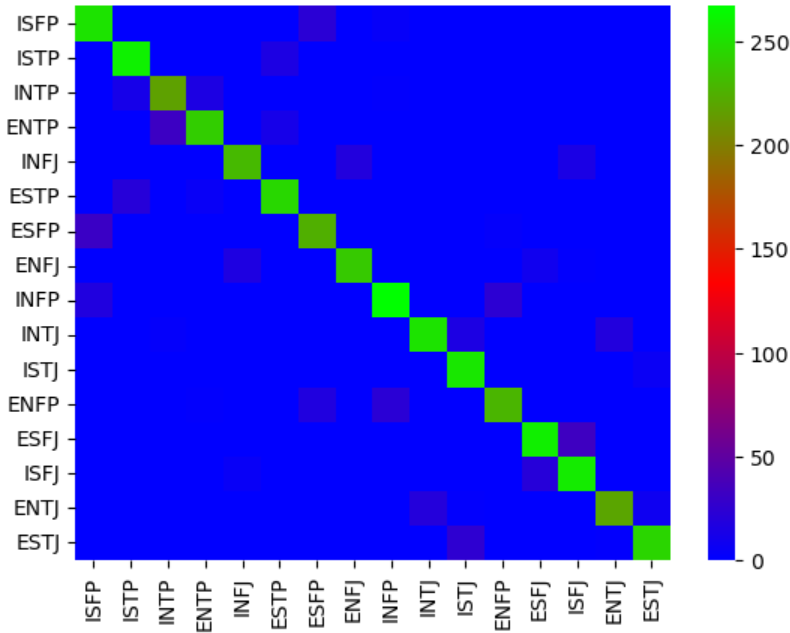 ISFP
ISTP
INTP
ENTP
INFJ
ESTP
ESFP
ENFJ
INFP
INTJ
ISTJ
ENFP
ESFJ
ISFJ
ENTJ
ESTJ
ISFP ISTP INTP ENTP INFJ ESTP ESFP ENFJ INFP INTJ ISTJ ENFP ESFJ ISFJ ENTJ ESTJ
250
200
150
100
50
0